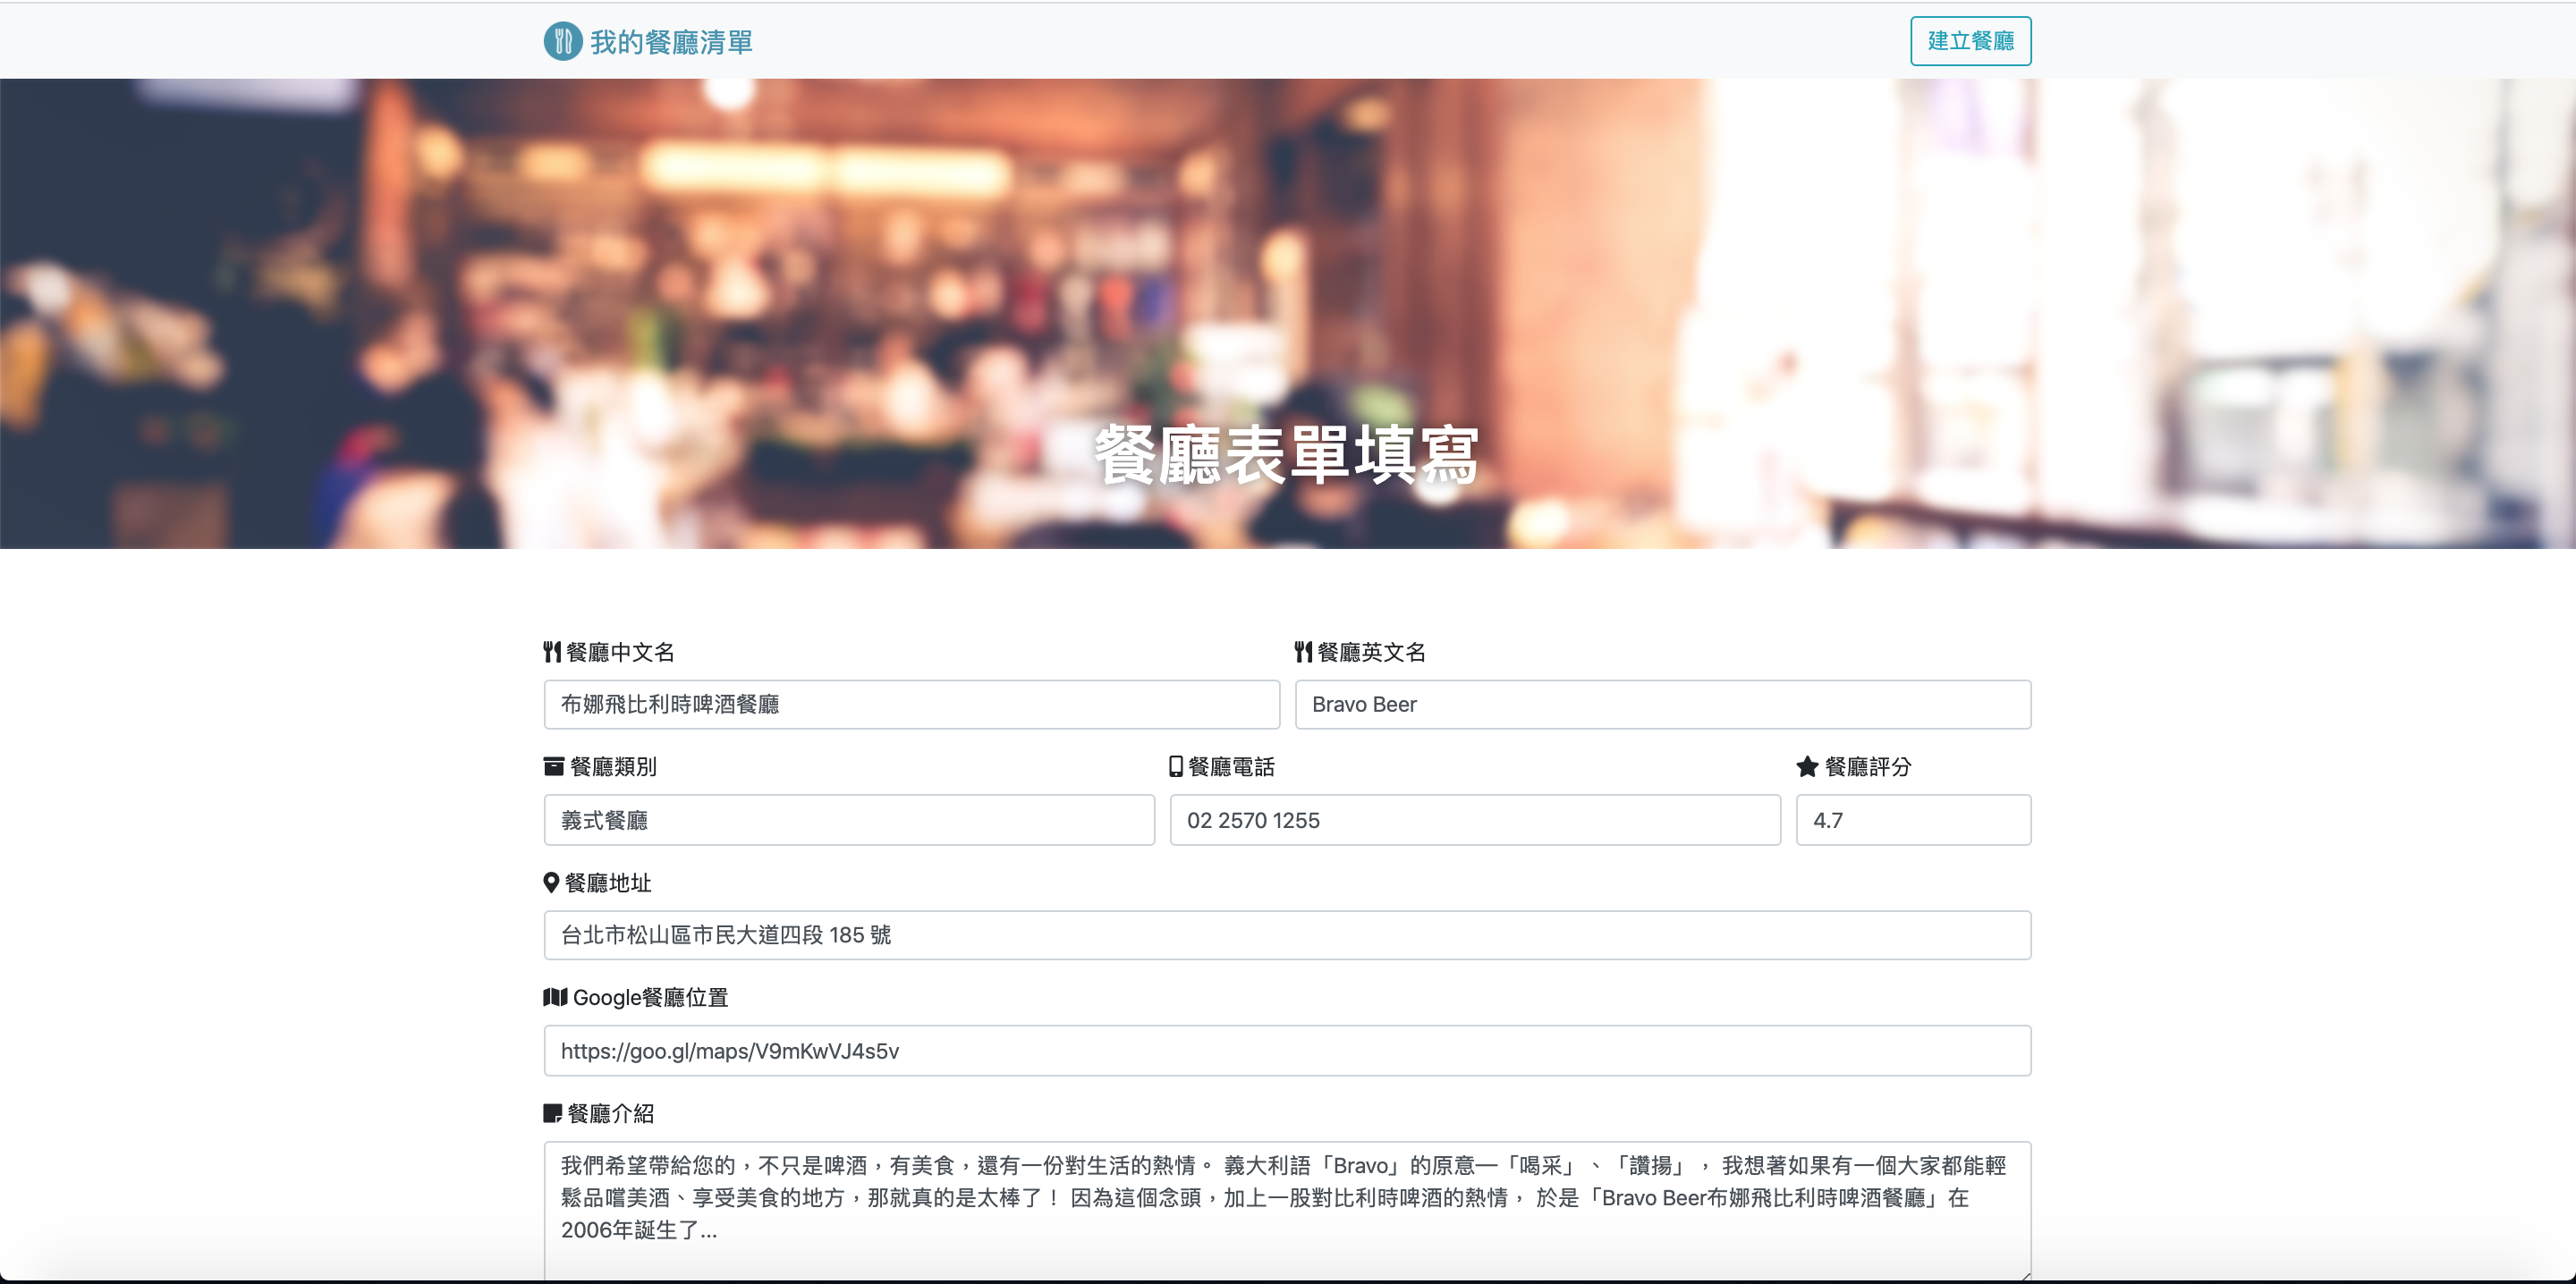 我的餐廳清單
建立餐廳
餐廳表單填寫
餐廳中文名
餐廳英文名
布娜飛比利時啤酒餐廳
Bravo Beer
餐廳類別
餐廳電話
餐廳評分
義式餐廳
02 2570 1255
4.7
餐廳地址
台北市松山區市民大道四段 185 號
Google餐廳位置
https://goo.gl/maps/V9mKwVJ4s5v
餐廳介紹
我們希望帶給您的，不只是啤酒，有美食，還有一份對生活的熱情。 義大利語「Bravo」的原意—「喝采」、「讚揚」， 我想著如果有一個大家都能輕
鬆品嚐美酒、享受美食的地方，那就真的是太棒了！ 因為這個念頭，加上一股對比利時啤酒的熱情， 於是「Bravo Beer布娜飛比利時啤酒餐廳」在
2006年誕生了...